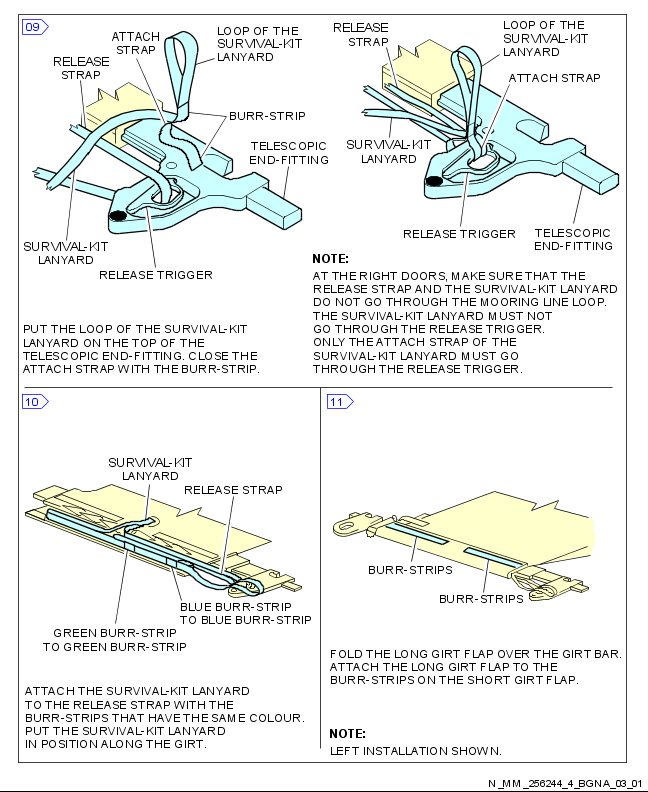 09
ATTACH
STRAP
LOOP OF THE
SURVIVAL-KIT
LANYARD
RELEASE
STRAP
BURR-STRIP
TELESCOPIC
END-FITTING
SURVIVAL-KIT
LANYARD
RELEASE TRIGGER
RELEASE
STRAP
LOOP OF THE
SURVIVAL-KIT
LANYARD
ATTACH STRAP
SURVIVAL-KIT
LANYARD
RELEASE TRIGGER
TELESCOPIC
END-FITTING
PUT THE LOOP OF THE SURVIVAL-KIT
LANYARD ON THE TOP OF THE
TELESCOPIC END-FITTING. CLOSE THE
ATTACH STRAP WITH THE BURR-STRIP.
NOTE:
AT THE RIGHT DOORS, MAKE SURE THAT THE
RELEASE STRAP AND THE SURVIVAL-KIT LANYARD
DO NOT GO THROUGH THE MOORING LINE LOOP.
THE SURVIVAL-KIT LANYARD MUST NOT
GO THROUGH THE RELEASE TRIGGER.
ONLY THE ATTACH STRAP OF THE
SURVIVAL-KIT LANYARD MUST GO
THROUGH THE RELEASE TRIGGER.
10
SURVIVAL-KIT
LANYARD
RELEASE STRAP
BLUE BURR-STRIP
TO BLUE BURR-STRIP
GREEN BURR-STRIP
TO GREEN BURR-STRIP
ATTACH THE SURVIVAL-KIT LANYARD
TO THE RELEASE STRAP WITH THE
BURR-STRIPS THAT HAVE THE SAME COLOUR.
PUT THE SURVIVAL-KIT LANYARD
IN POSITION ALONG THE GIRT.
11
BURR-STRIPS
BURR-STRIPS
FOLD THE LONG GIRT FLAP OVER THE GIRT BAR.
ATTACH THE LONG GIRT FLAP TO THE
BURR-STRIPS ON THE SHORT GIRT FLAP.
NOTE:
LEFT INSTALLATION SHOWN.
N_MM_256244_4_BGNA_03_01